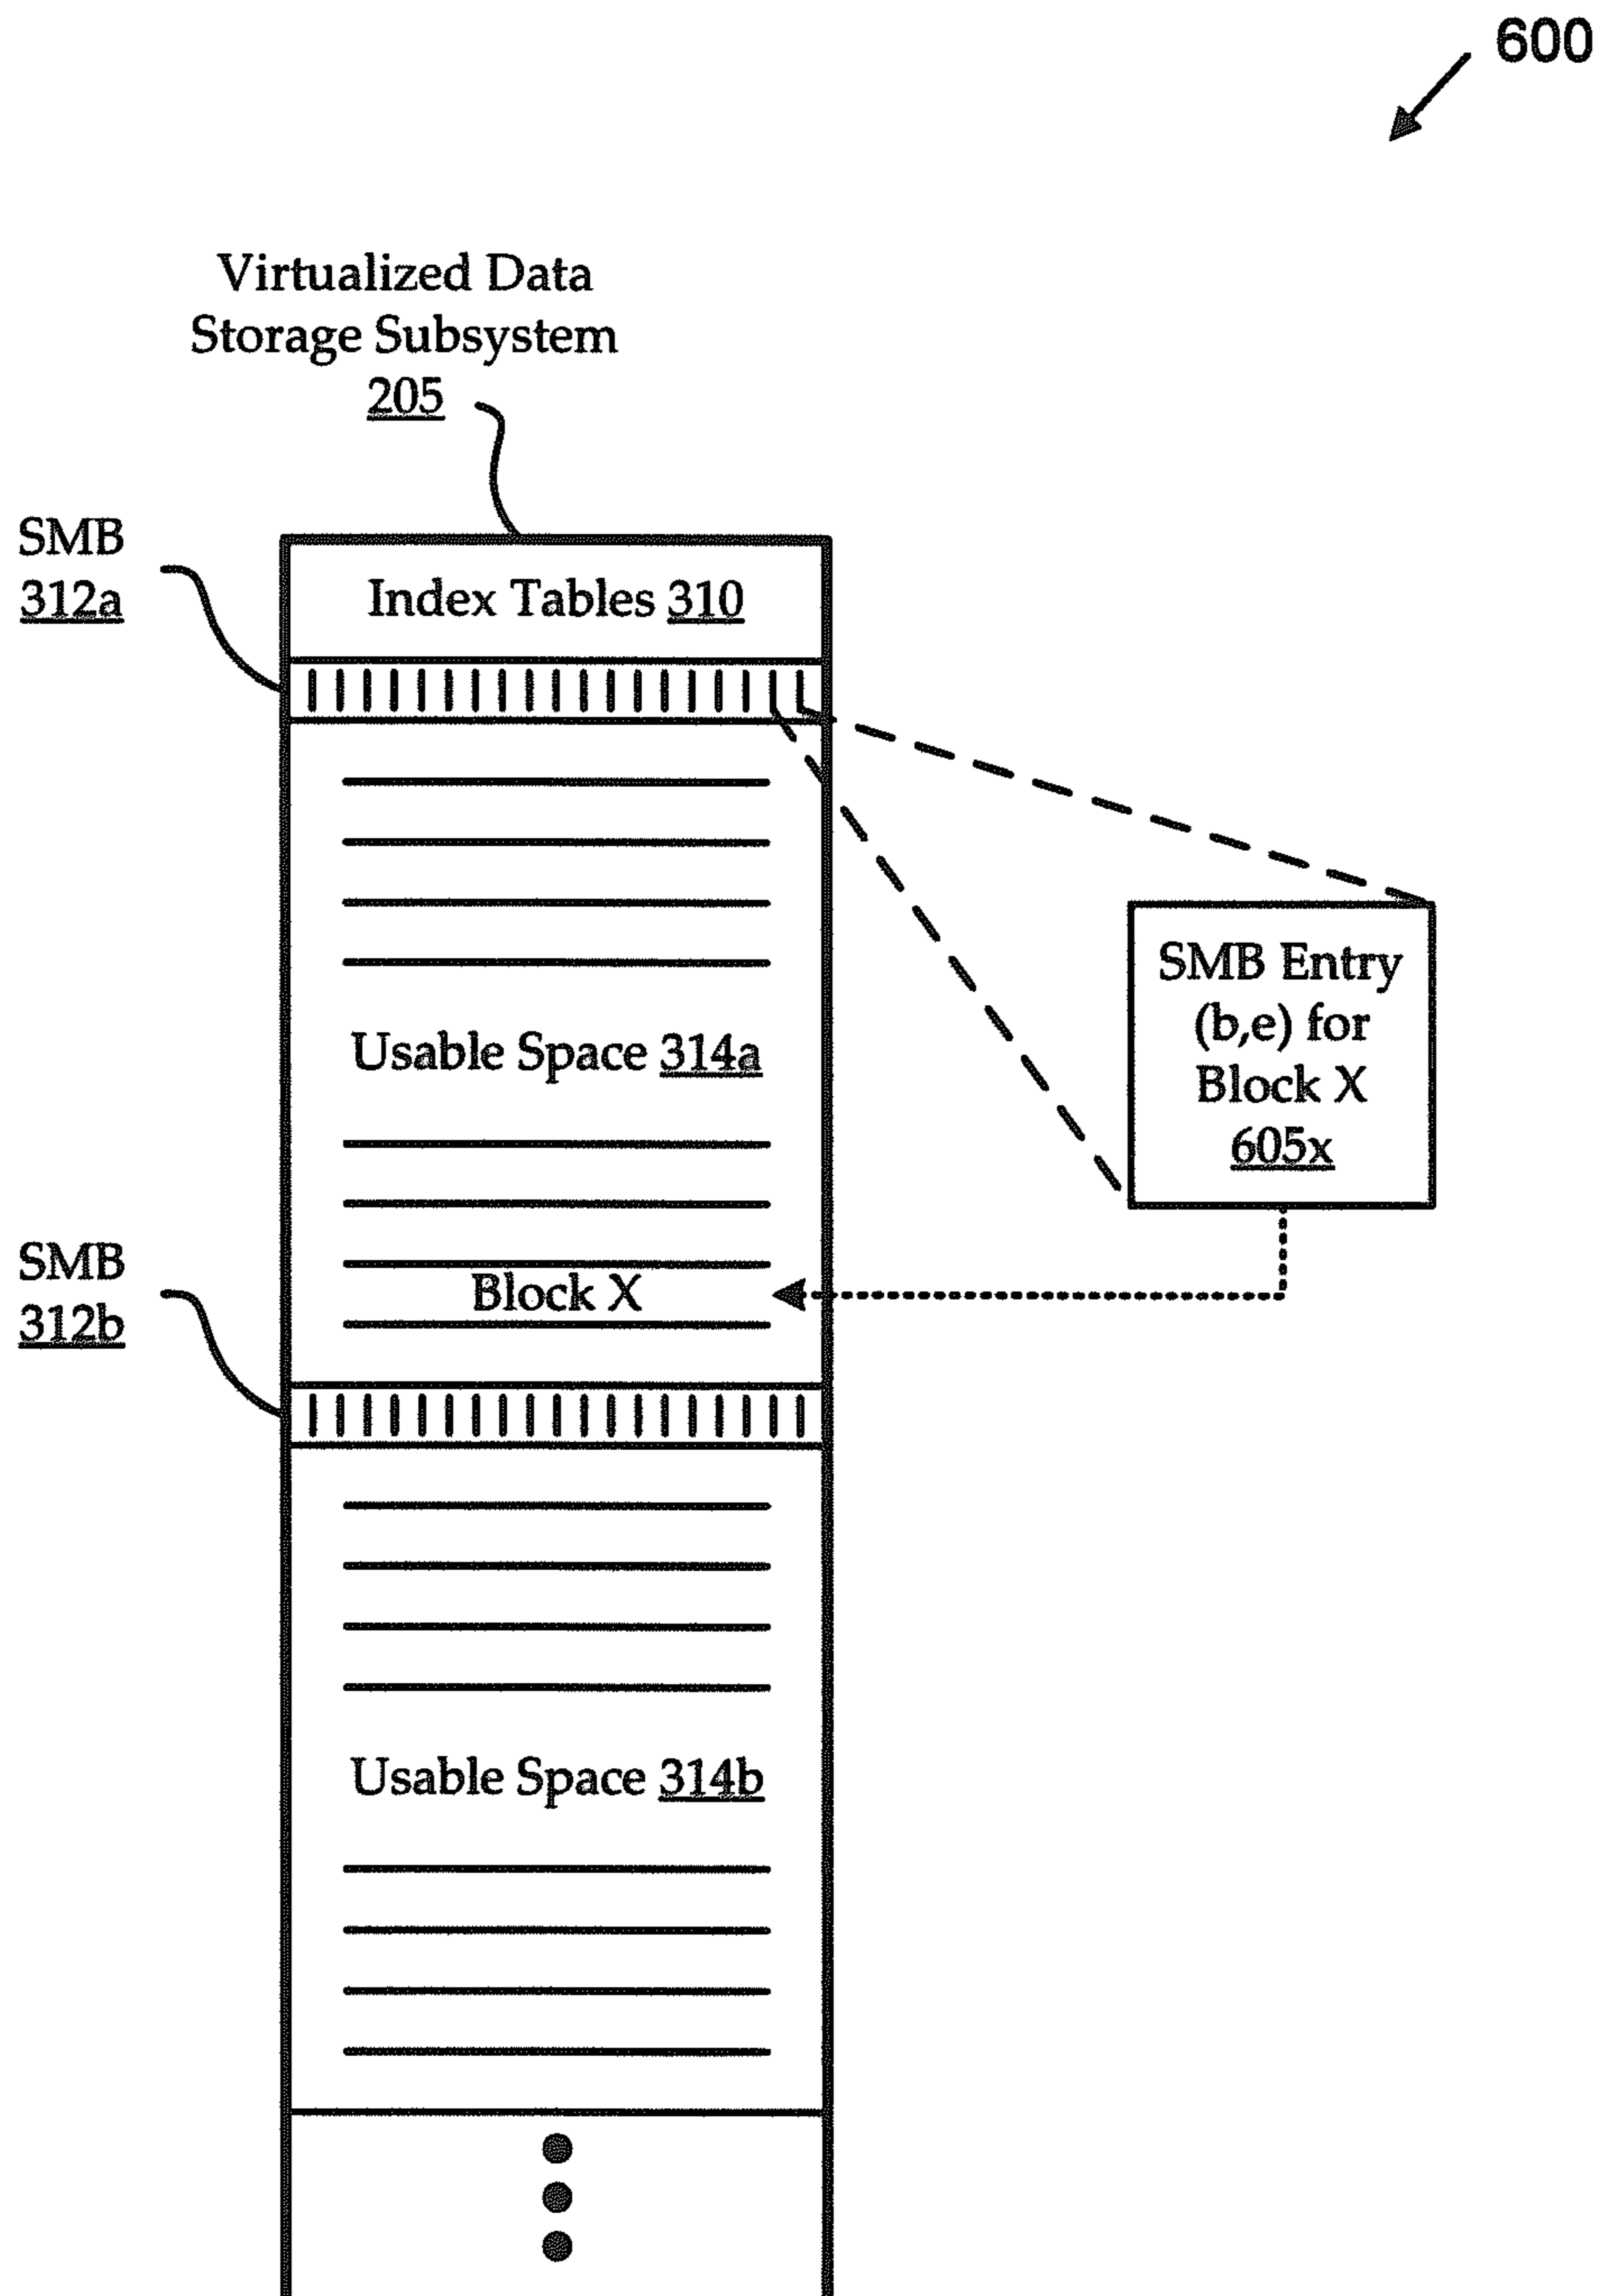 600
Virtualized Data
Storage Subsystem
205
SMB
312a
Index Tables 310
Usable Space 314a
SMB Entry
(b,e) for
Block X
605x
SMB
312b
Block X
Usable Space 314b